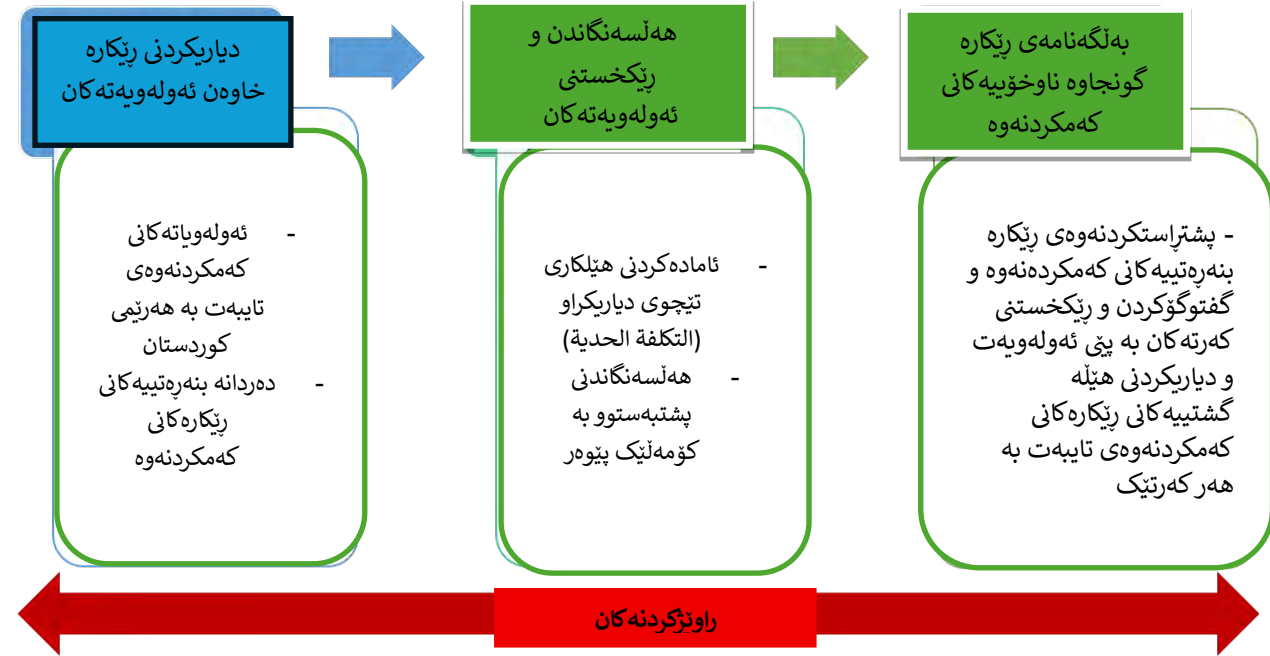 دیاریکردنی ڕێکارە
خاوەن ئەولەویەتەکان
- ئەولەویاتەکانی
کەمکردنەوەی
تایبەت بە هەرێمی
کوردستان
- دەردانە بنەڕەتییەکانی
ڕێکارەکانی
کەمکردنەوە
هەڵسەنگاندن و
ڕێکخستنی
ئەولەویەتەکان
- ئامادەکردنی هێلکاری
تێچوی دیاریکراو
(التكلفة الحدية)
- هەڵسەنگاندنی
پشتبەستوو بە
کۆمەڵێک پێوەر
بەڵگەنامەی ڕێکارە
گونجاوە ناوخۆییەکانی
کەمکردنەوە
- پشتڕاستکردنەوەی ڕێکارە
بنەڕەتییەکانی کەمکردەنەوە و
گفتوگۆکردن و ڕێکخستنی
کەرتەکان بە پێی ئەولەویەت
و دیاریکردنی هێڵە
گشتییەکانی ڕێکارەکانی
کەمکردنەوەی تایبەت بە
هەر کەرتێک
راوێژکردنەکان